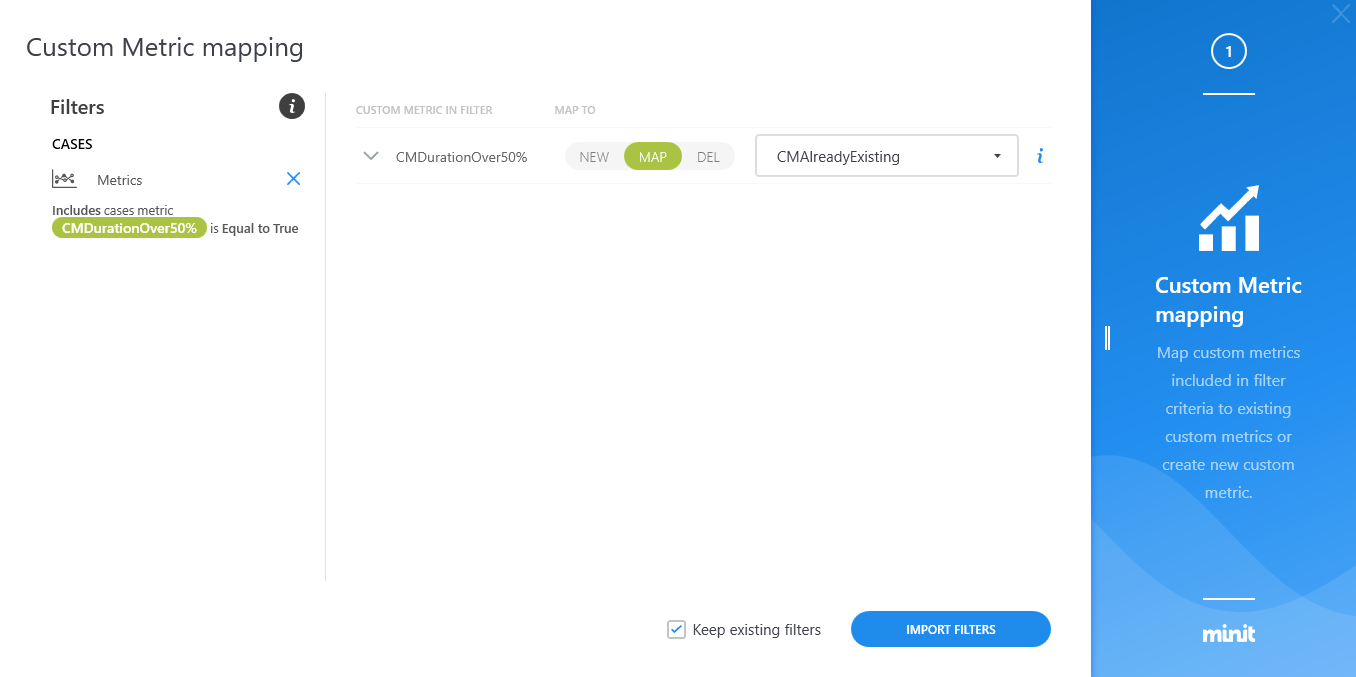 Custom Metric mapping
Filters
i
CASES
Metrics
Includes cases metric
CMDurationOver50% is Equal to True
CUSTOM METRIC IN FILTER MAP TO
CMDurationOver50% NEW MAP DEL CMAlreadyExisting i
Keep existing filters IMPORT FILTERS
1
Custom Metric
mapping
Map custom metrics
included in filter
criteria to existing
custom metrics or
create new custom
metric.
minit